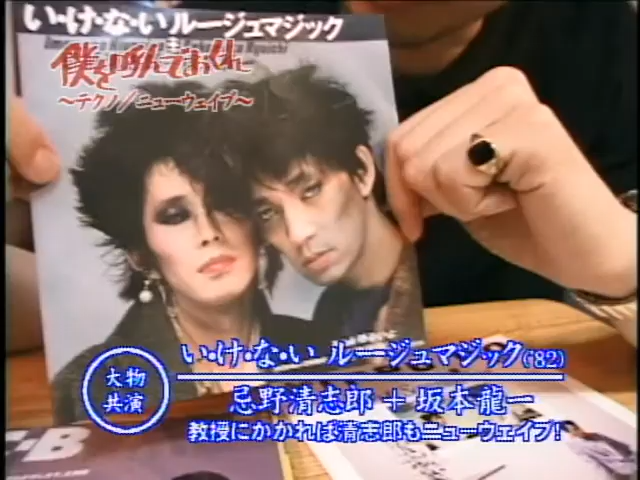 い・け・な・い ルージュマジック
僕を呼んでおくれ
～テクノ／ニューウェイブ～
大物
共演
い・け・な・い ルージュマジック('82)
忌野清志郎 + 坂本龍一
教授にかかれば清志郎もニューウェイブ!